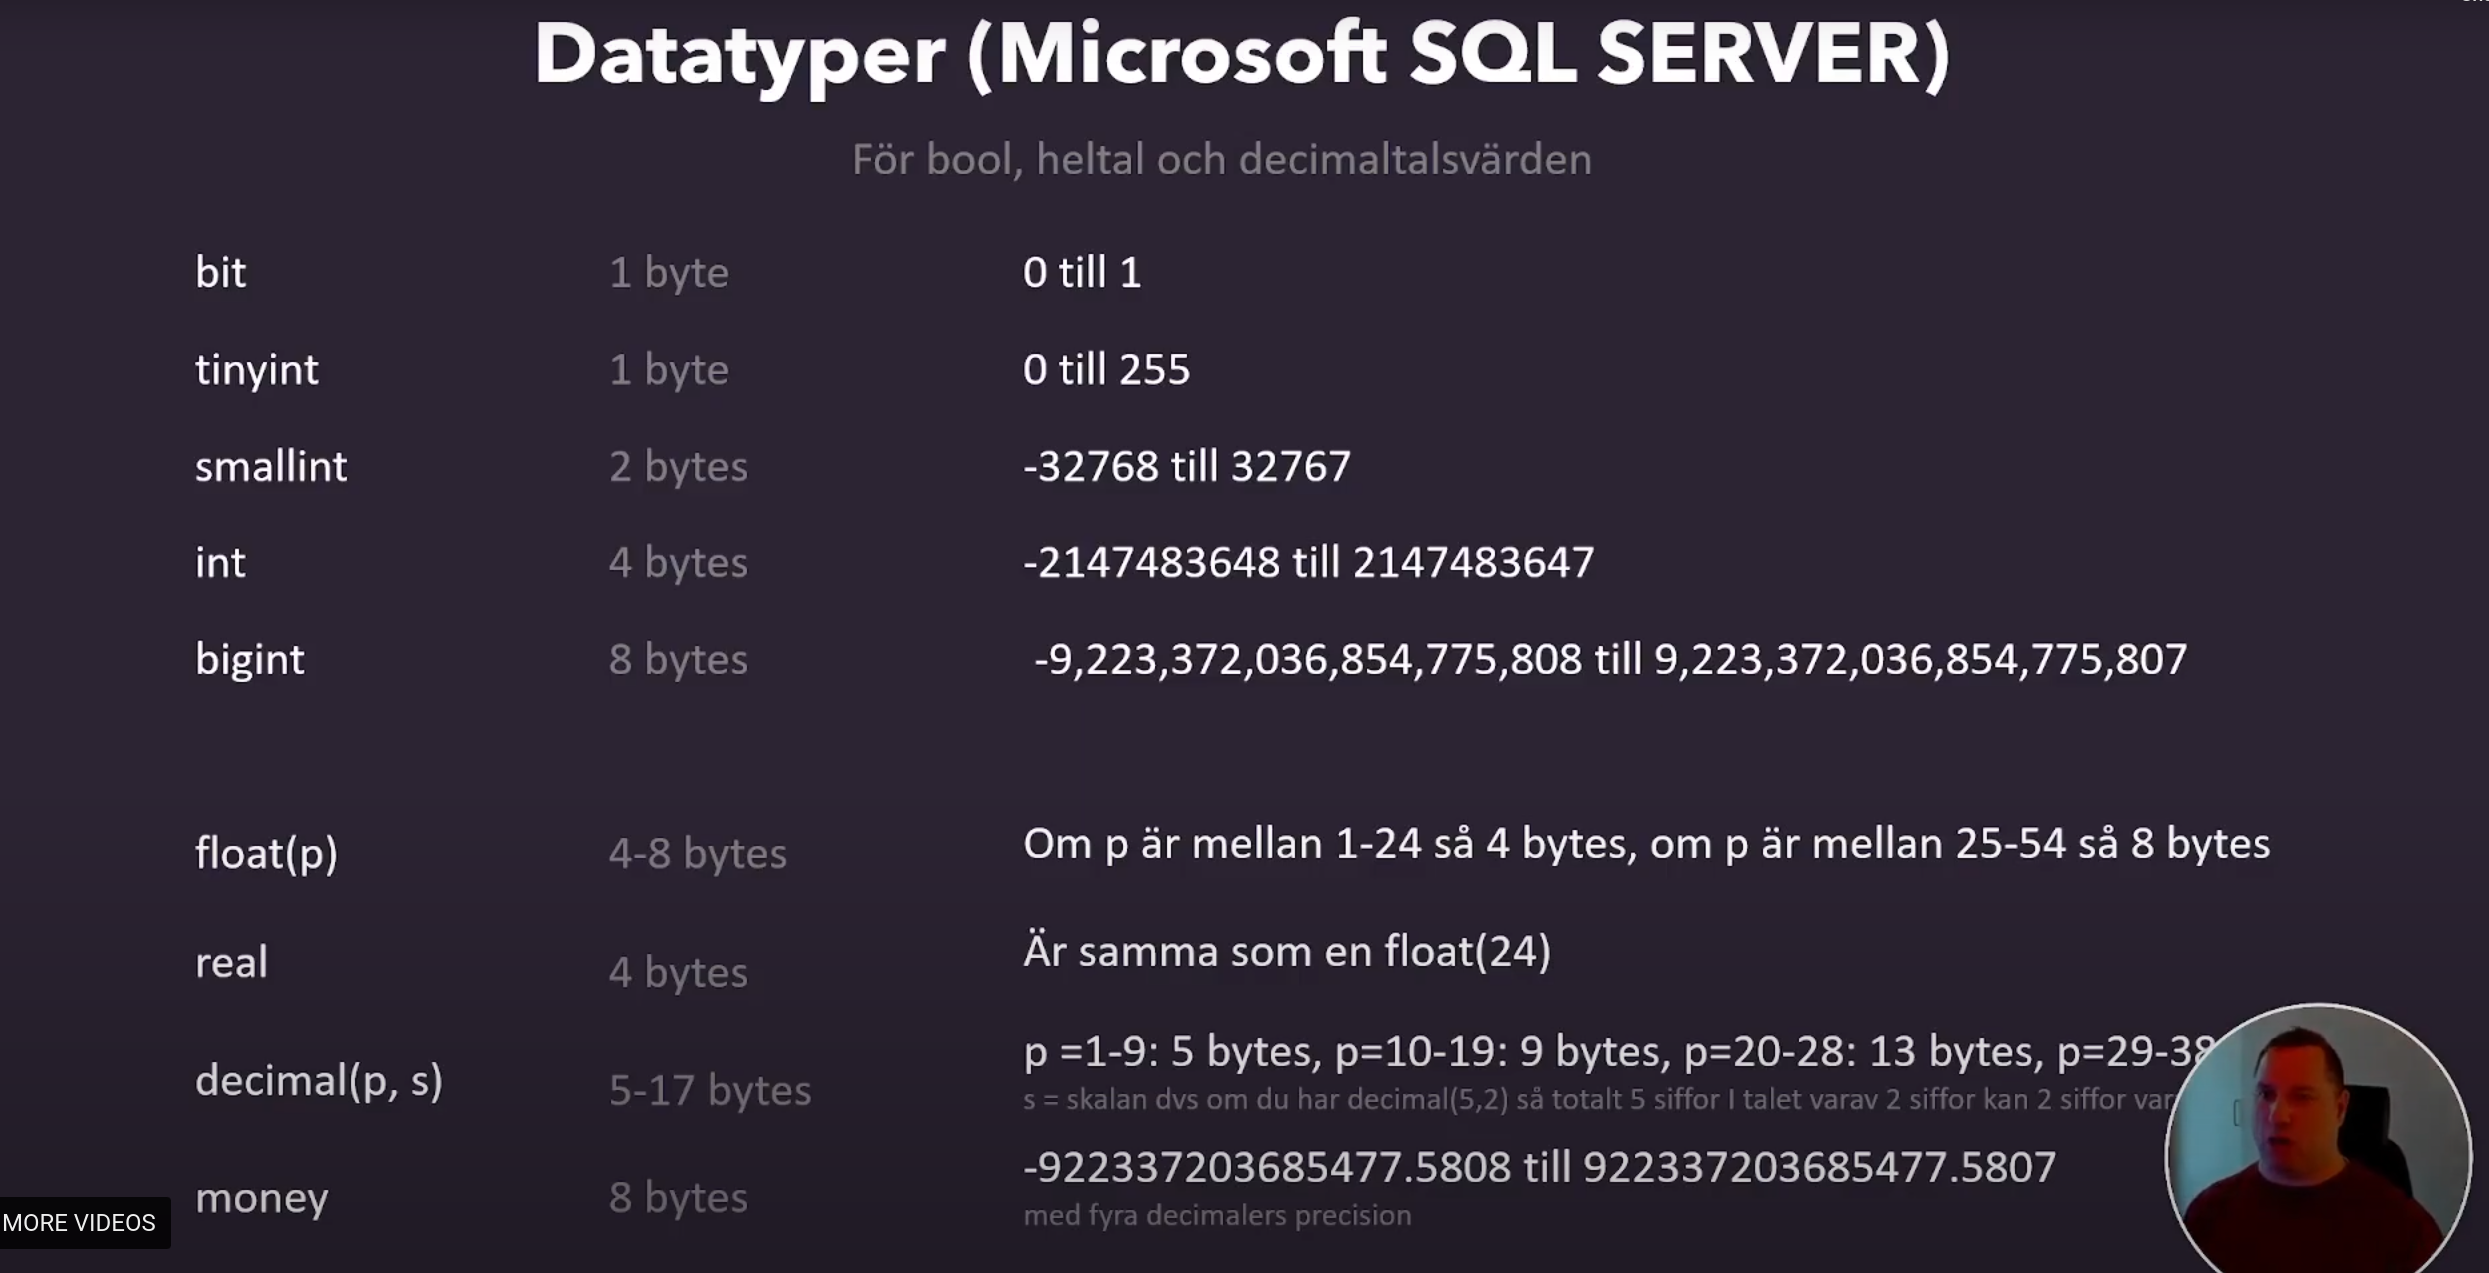 Datatyper (Microsoft SQL SERVER)
För bool, heltal och decimaltalsvärden
bit 1 byte 0 till 1
tinyint 1 byte 0 till 255
smallint 2 bytes -32768 till 32767
int 4 bytes -2147483648 till 2147483647
bigint 8 bytes -9,223,372,036,854,775,808 till 9,223,372,036,854,775,807
float(p) 4-8 bytes Om p är mellan 1-24 så 4 bytes, om p är mellan 25-54 så 8 bytes
real 4 bytes Är samma som en float(24)
decimal(p, s) 5-17 bytes p =1-9: 5 bytes, p=10-19: 9 bytes, p=20-28: 13 bytes, p=29-38
s = skalan dvs om du har decimal(5,2) så totalt 5 siffor I talet varav 2 siffor kan 2 siffor var
money 8 bytes -922337203685477.5808 till 922337203685477.5807
med fyra decimalers precision
MORE VIDEOS